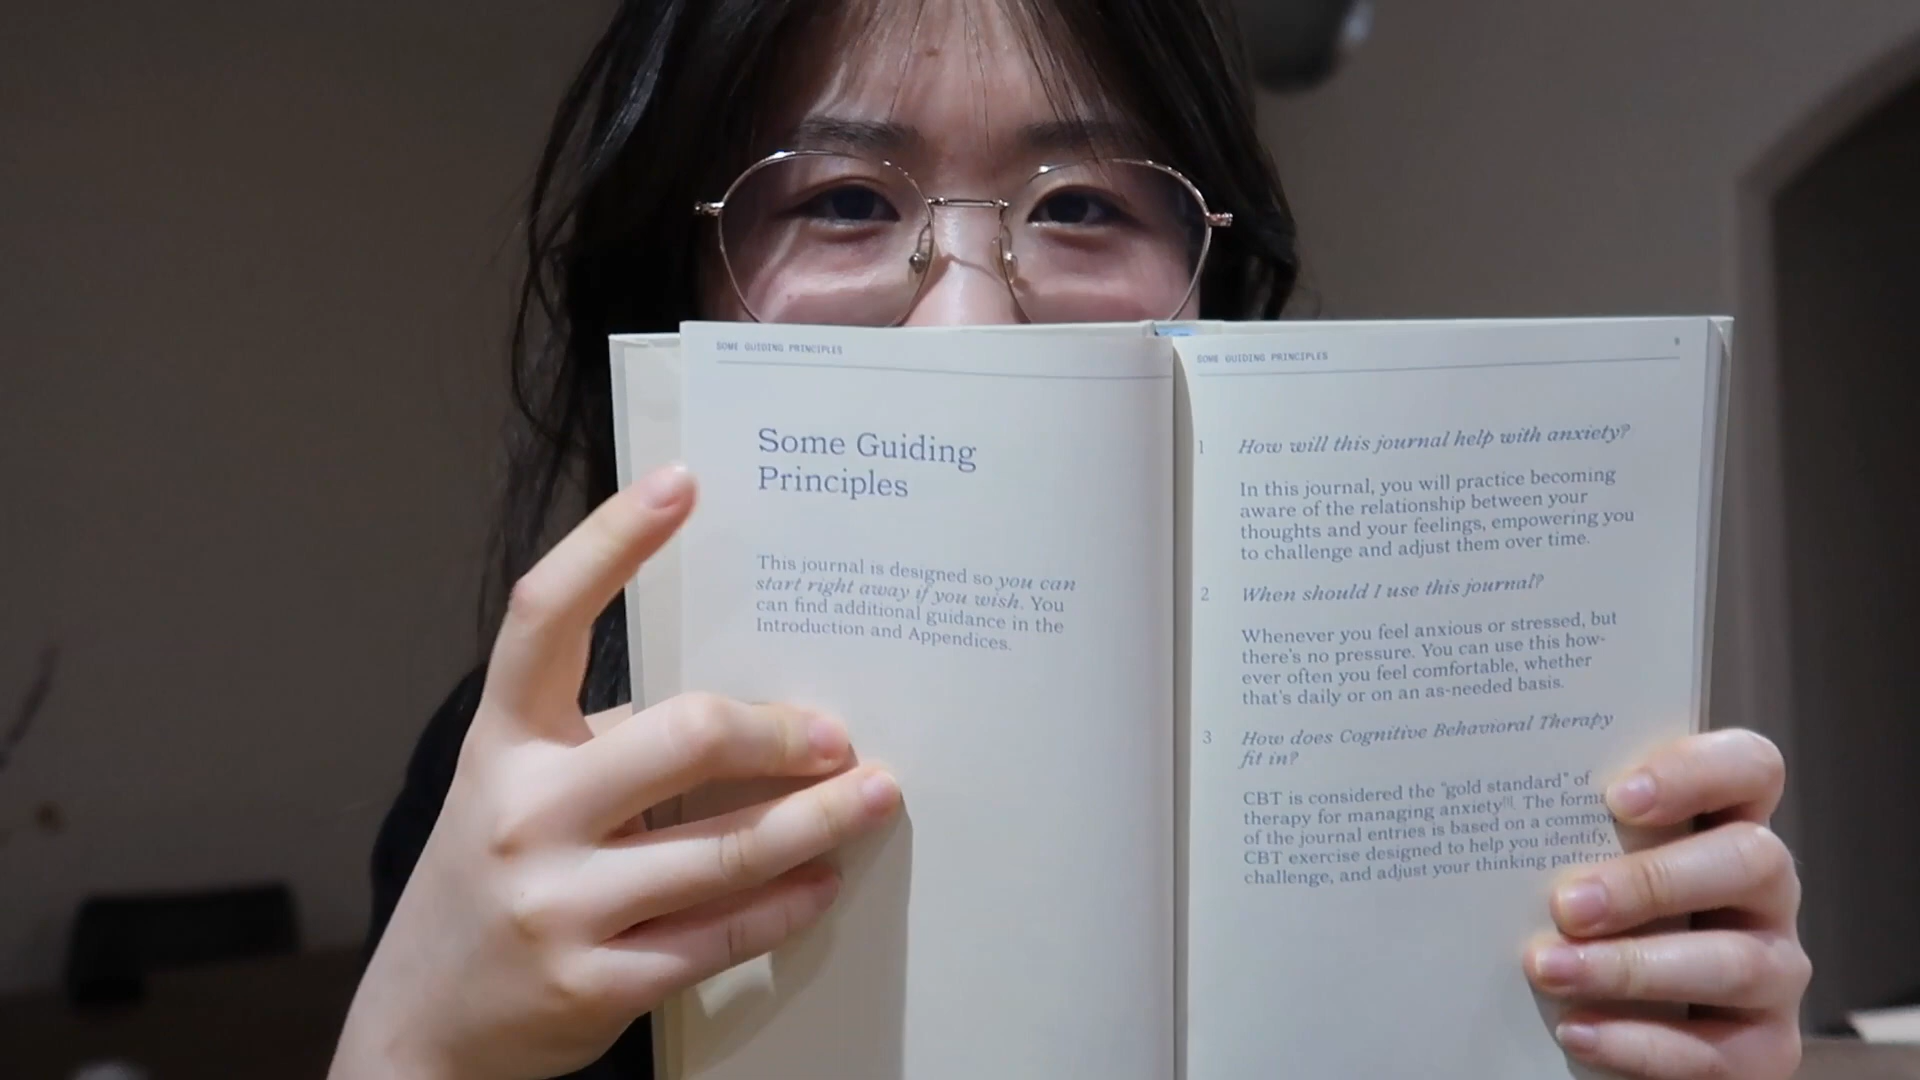 SOME GUIDING PRINCIPLES
Some Guiding
Principles
This journal is designed so you can
start right away if you wish. You
can find additional guidance in the
Introduction and Appendices.
SOME GUIDING PRINCIPLES
1 How will this journal help with anxiety?
In this journal, you will practice becoming
aware of the relationship between your
thoughts and your feelings, empowering you
to challenge and adjust them over time.
2 When should I use this journal?
Whenever you feel anxious or stressed, but
there's no pressure. You can use this how-
ever often you feel comfortable, whether
that's daily or on an as-needed basis.
3 How does Cognitive Behavioral Therapy
fit in?
CBT is considered the "gold standard" of
therapy for managing anxiety. The
of the journal entries is based on a common
CBT exercise designed to help you identify,
challenge, and adjust your thinking